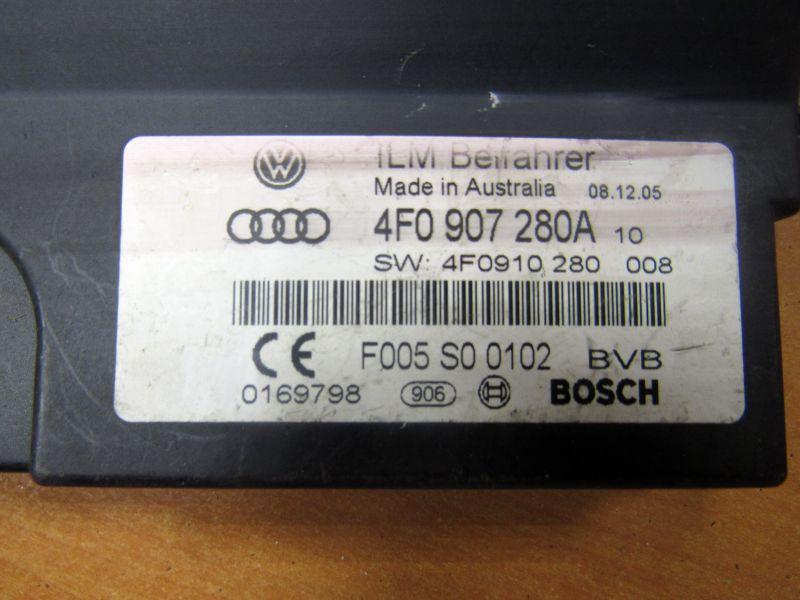 ILM Beifahrer
Made in Australia 08.12.05
4F0 907 280A 10
SW: 4F0910 280 008
CE F005 S0 0102 BVB
0169798 906 BOSCH